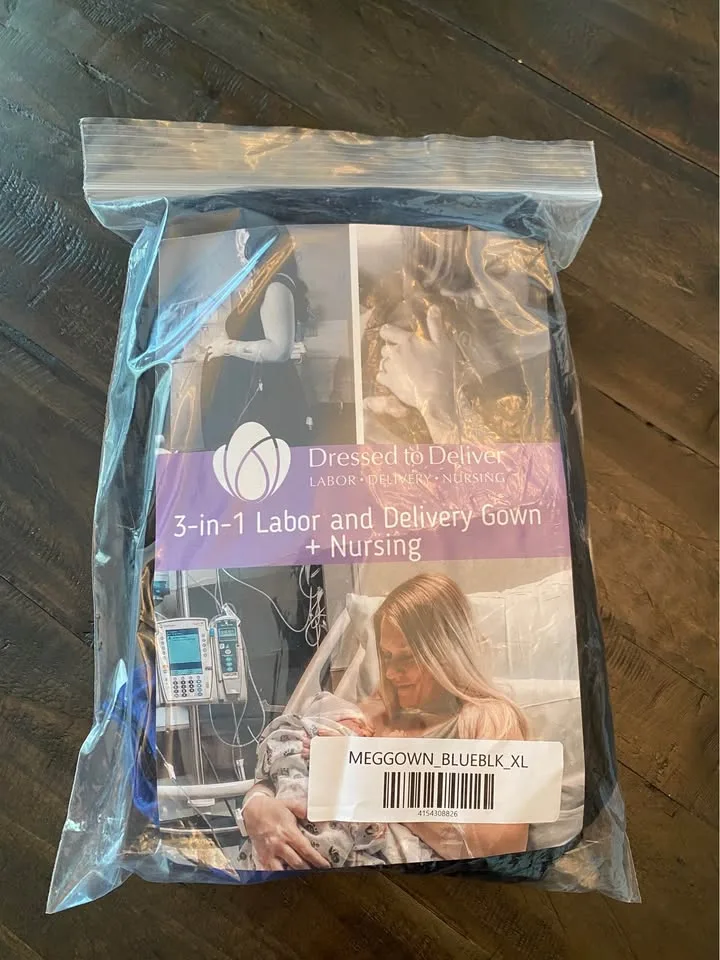 Dressed to Deliver
LABOR • DELIVERY • NURSING
3-in-1 Labor and Delivery Gown
+ Nursing
MEGGOWN_BLUEBLK_XL
4154308826